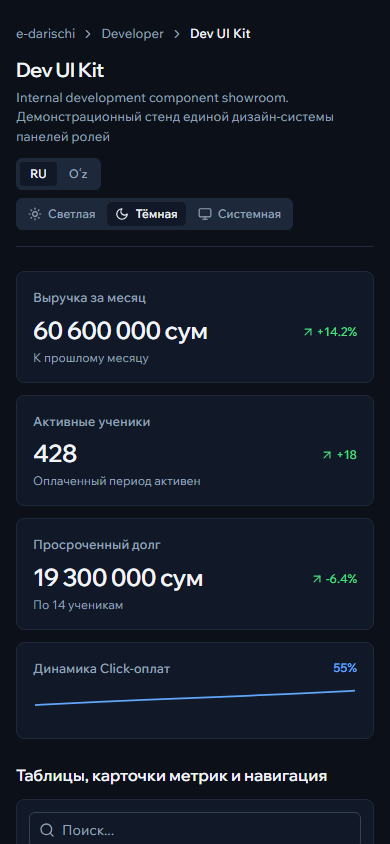 e-darischi > Developer > Dev UI Kit
Dev UI Kit
Internal development component showroom.
Демонстрационный стенд единой дизайн-системы
панелей ролей
RU Oʻz
Светлая Тёмная Системная
Выручка за месяц
60 600 000 сум +14.2%
К прошлому месяцу
Активные ученики
428 +18
Оплаченный период активен
Просроченный долг
19 300 000 сум -6.4%
По 14 ученикам
Динамика Click-оплат 55%
Таблицы, карточки метрик и навигация
Поиск...